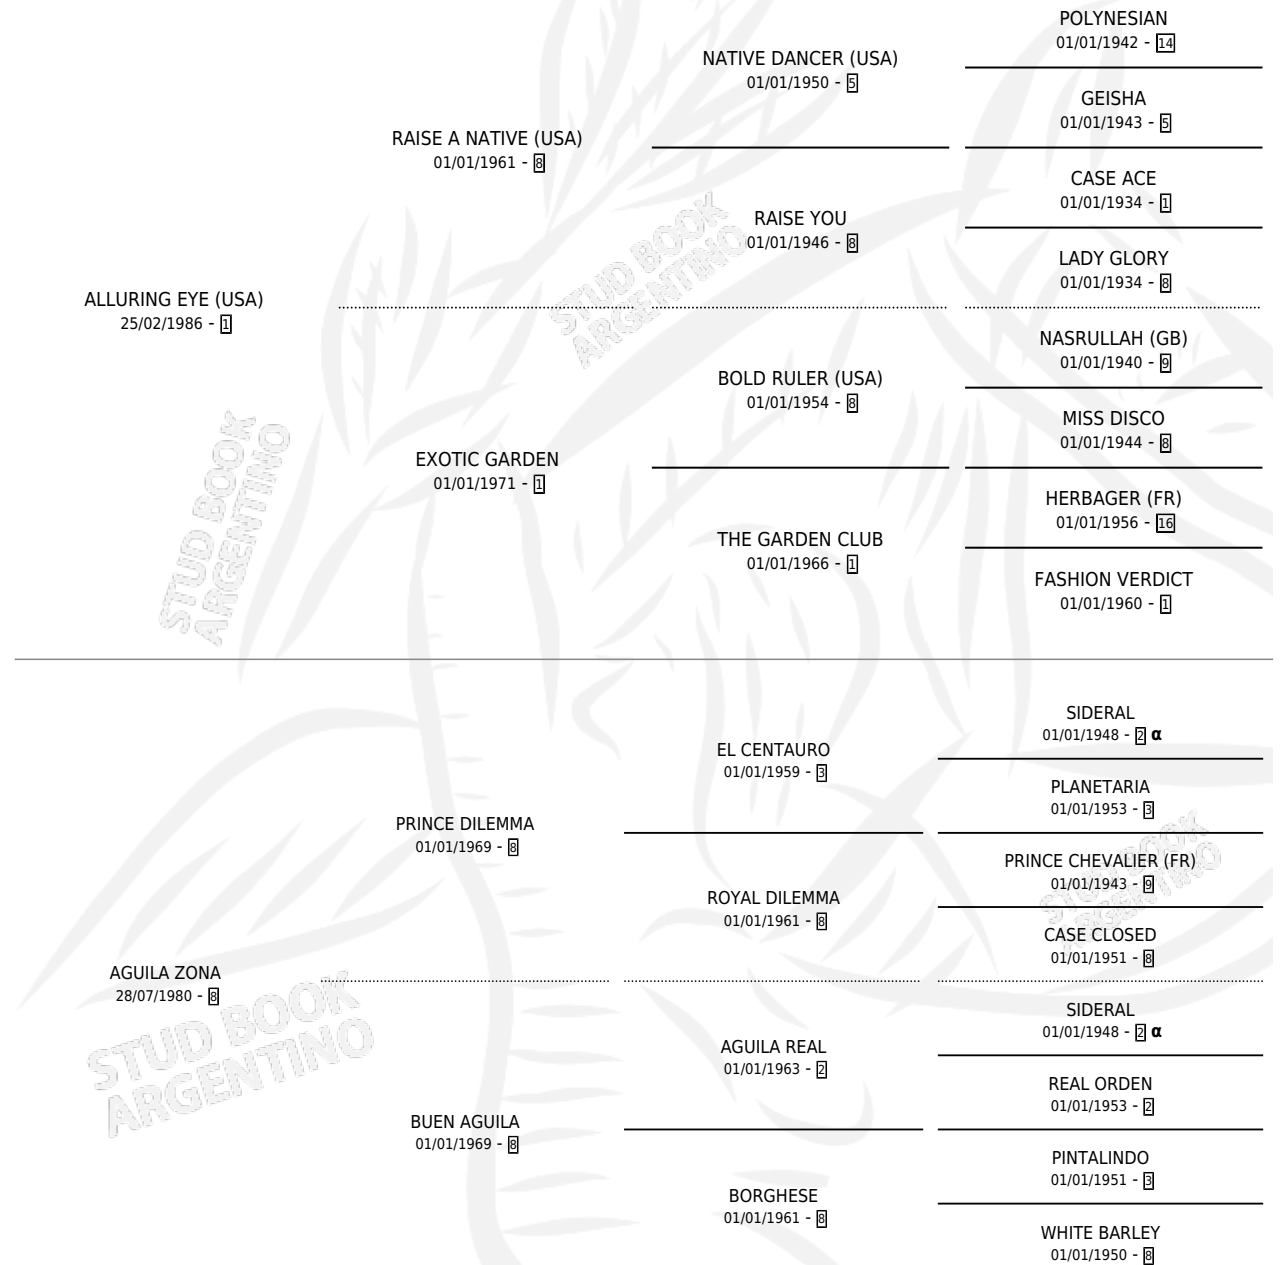 POLYNESIAN
01/01/1942 - 14
NATIVE DANCER (USA)
01/01/1950 - 5
GEISHA
01/01/1943 - 5
RAISE A NATIVE (USA)
01/01/1961 - 8
CASE ACE
01/01/1934 - 1
RAISE YOU
01/01/1946 - 8
LADY GLORY
01/01/1934 - 8
ALLURING EYE (USA)
25/02/1986 - 1
NASRULLAH (GB)
01/01/1940 - 9
BOLD RULER (USA)
01/01/1954 - 8
MISS DISCO
01/01/1944 - 8
EXOTIC GARDEN
01/01/1971 - 1
HERBAGER (FR)
01/01/1956 - 16
THE GARDEN CLUB
01/01/1966 - 1
FASHION VERDICT
01/01/1960 - 1
SIDERAL
01/01/1948 - 2 α
EL CENTAURO
01/01/1959 - 3
PLANETARIA
01/01/1953 - 3
PRINCE DILEMMA
01/01/1969 - 8
PRINCE CHEVALIER (FR)
01/01/1943 - 9
ROYAL DILEMMA
01/01/1961 - 8
CASE CLOSED
01/01/1951 - 8
AGUILA ZONA
28/07/1980 - 8
SIDERAL
01/01/1948 - 2 α
AGUILA REAL
01/01/1963 - 2
REAL ORDEN
01/01/1953 - 2
BUEN AGUILA
01/01/1969 - 8
PINTALINDO
01/01/1951 - 3
BORGHESE
01/01/1961 - 8
WHITE BARLEY
01/01/1950 - 8
STUD BOOK
ARGENTINO
STUD BOOK
ARGENTINO
STUD BOOK
ARGENTINO
STUD BOOK
ARGENTINO